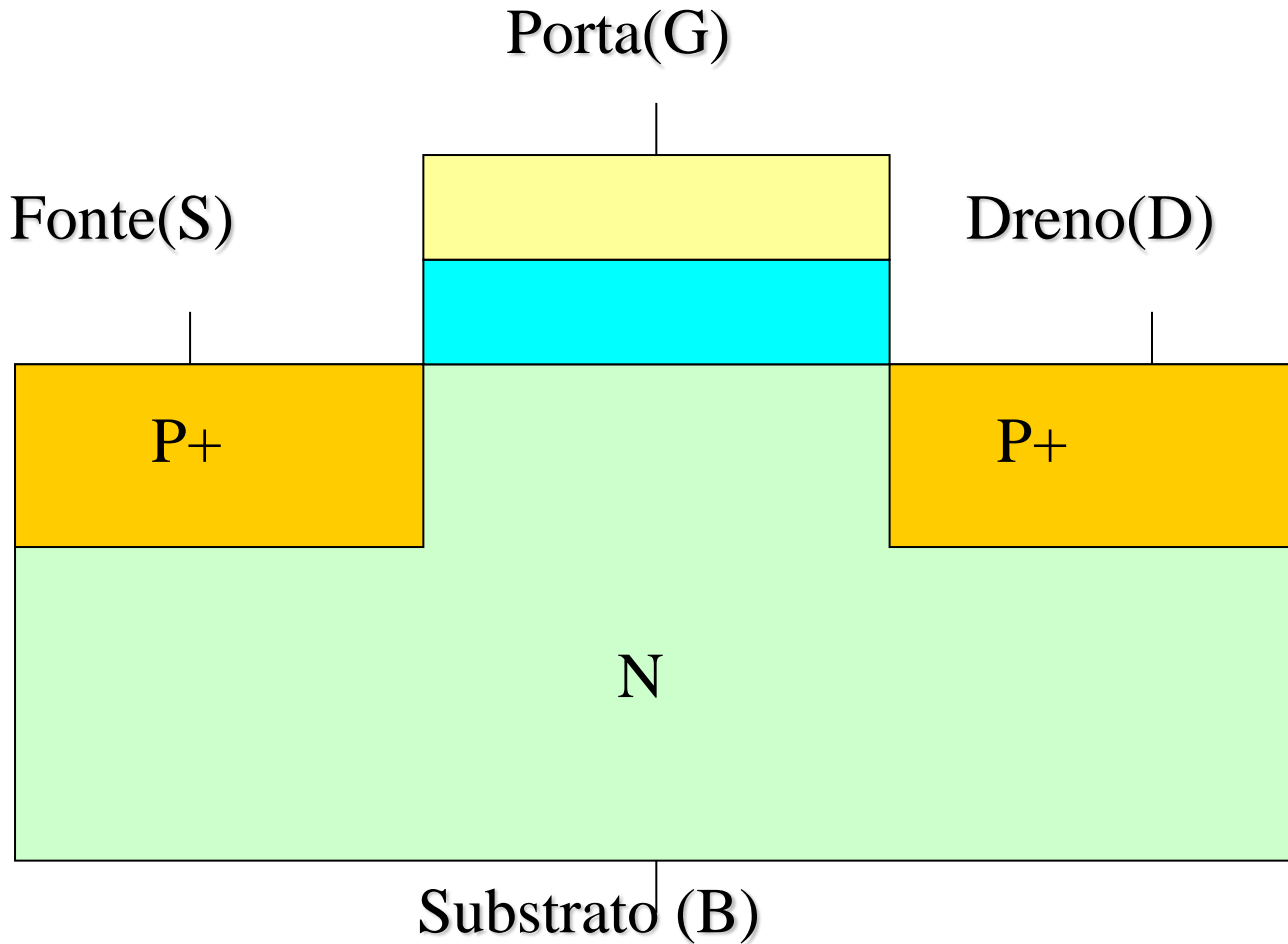 Porta(G)
Fonte(S)
Dreno(D)
P+
P+
N
Substrato (B)